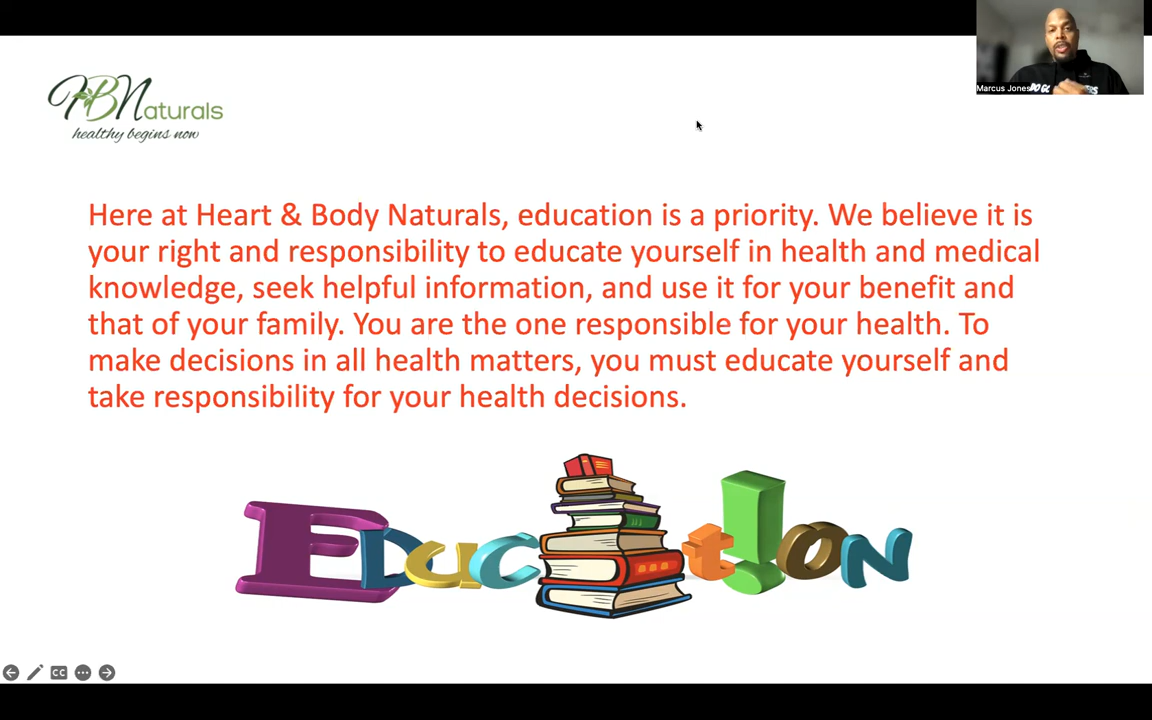 HBNaturals
healthy begins now
Marcus Jones
Here at Heart & Body Naturals, education is a priority. We believe it is
your right and responsibility to educate yourself in health and medical
knowledge, seek helpful information, and use it for your benefit and
that of your family. You are the one responsible for your health. To
make decisions in all health matters, you must educate yourself and
take responsibility for your health decisions.
Educat!on
CC